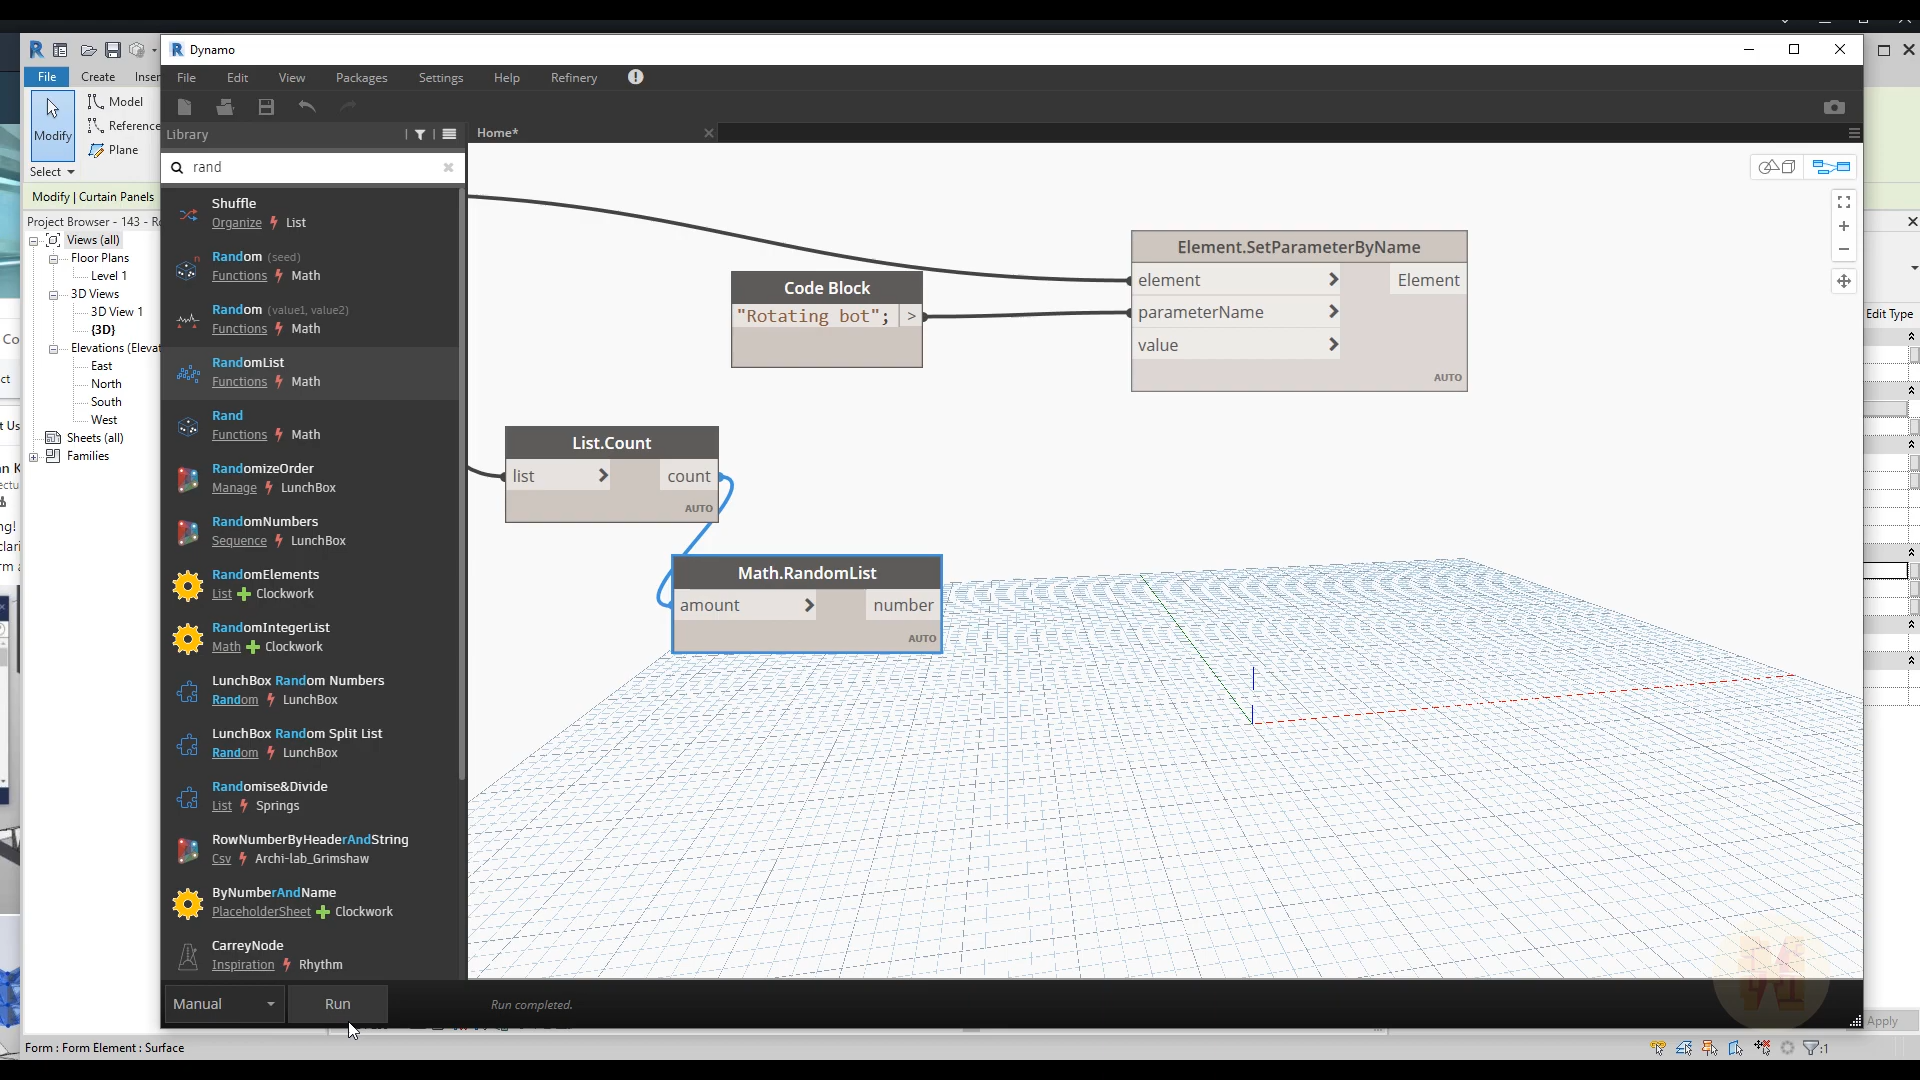 Dynamo
File Create Inser
Modify
Model
Reference
Plane
Select
Modify | Curtain Panels
Project Browser - 143 - R
Views (all)
Floor Plans
Level 1
3D Views
3D View 1
{3D}
Elevations (Elevat
East
North
South
West
Sheets (all)
Families
File Edit View Packages Settings Help Refinery
Library
Home*
rand
Shuffle
Organize List
Random (seed)
Functions Math
Random (value1, value2)
Functions Math
RandomList
Functions Math
Rand
Functions Math
RandomizeOrder
Manage LunchBox
RandomNumbers
Sequence LunchBox
RandomElements
List Clockwork
RandomIntegerList
Math Clockwork
LunchBox Random Numbers
Random LunchBox
LunchBox Random Split List
Random LunchBox
Randomise&Divide
List Springs
RowNumberByHeaderAndString
Csv Archi-lab_Grimshaw
ByNumberAndName
PlaceholderSheet Clockwork
CarreyNode
Inspiration Rhythm
Manual Run Run completed.
Code Block
"Rotating bot"; >
Element.SetParameterByName
element > Element
parameterName >
value >
AUTO
List.Count
list > count
AUTO
Math.RandomList
amount > number
AUTO
Edit Type
Apply
Form : Form Element : Surface
:1